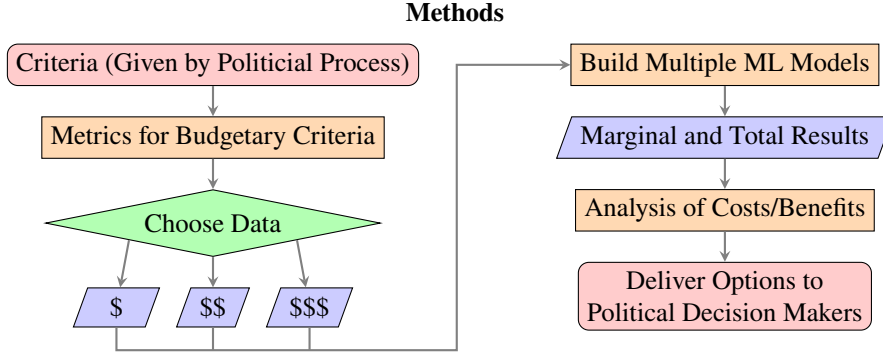 Methods
Criteria (Given by Politicial Process)
Metrics for Budgetary Criteria
Choose Data
$
$$
$$$
Build Multiple ML Models
Marginal and Total Results
Analysis of Costs/Benefits
Deliver Options to
Political Decision Makers